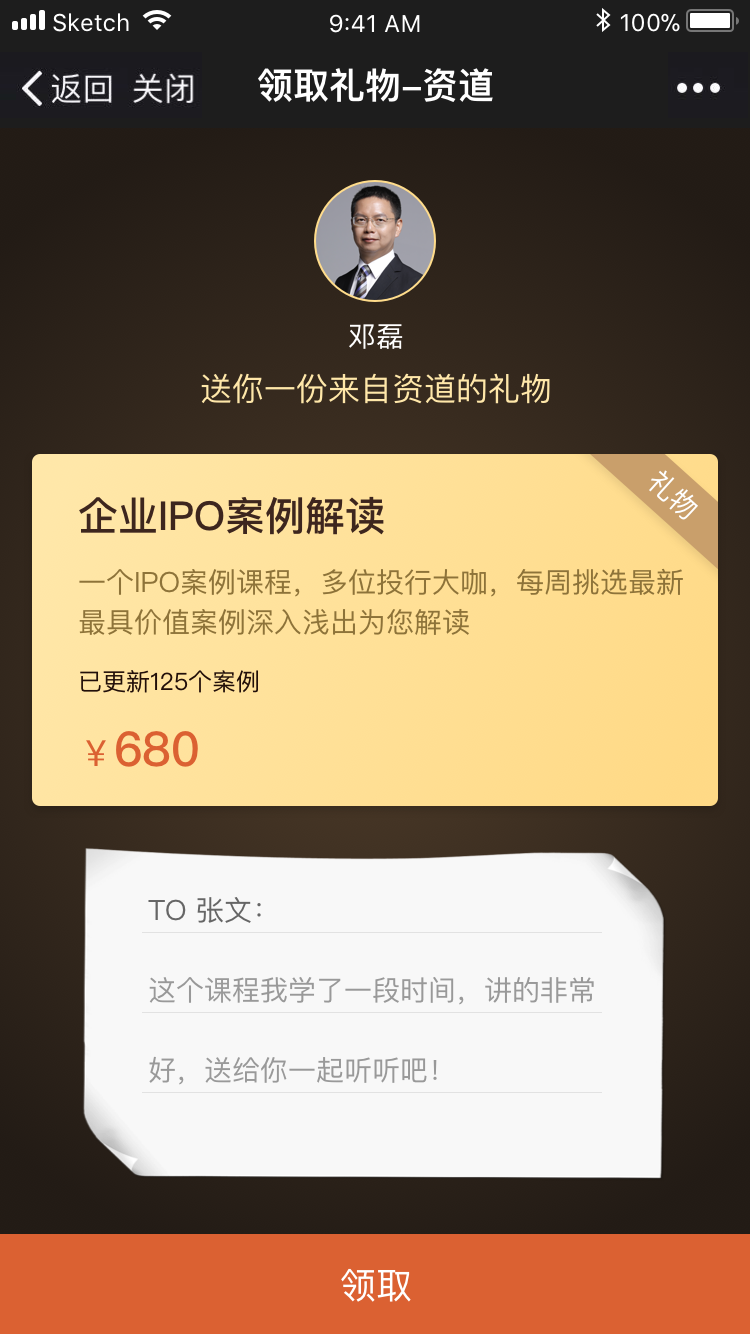 Sketch 9:41 AM 100%
返回 关闭 领取礼物–资道
邓磊
送你一份来自资道的礼物
礼物
企业IPO案例解读
一个IPO案例课程，多位投行大咖，每周挑选最新
最具价值案例深入浅出为您解读
已更新125个案例
¥ 680
TO 张文：
这个课程我学了一段时间，讲的非常
好，送给你一起听听吧！
领取